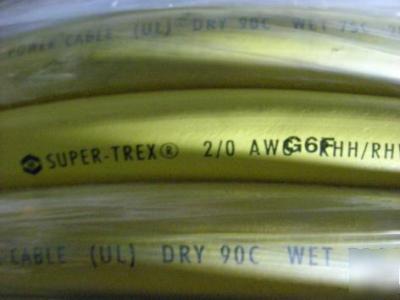 POWER CABLE (UL) DRY 90C WET 75C
SUPER-TREX® 2/0 AWG G6F RHH/RHW
CABLE (UL) DRY 90C WET